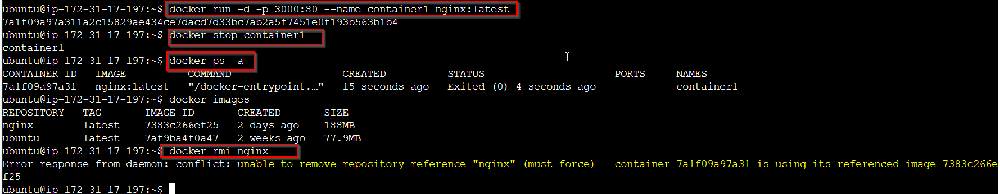 ubuntu@ip-172-31-17-197:~$ docker run -d -p 3000:80 --name container1 nginx:latest
7a1f09a97a311a2c15829ae434ce7dacd7d33bc7ab2a5f7451e0f193b563b1b4
ubuntu@ip-172-31-17-197:~$ docker stop container1
container1
ubuntu@ip-172-31-17-197:~$ docker ps -a
CONTAINER ID   IMAGE          COMMAND                  CREATED          STATUS                     PORTS     NAMES
7a1f09a97a31   nginx:latest   "/docker-entrypoint.…"   15 seconds ago   Exited (0) 4 seconds ago             container1
ubuntu@ip-172-31-17-197:~$ docker images
REPOSITORY   TAG       IMAGE ID       CREATED       SIZE
nginx        latest    7383c266ef25   2 days ago    188MB
ubuntu       latest    7af9ba4f0a47   2 weeks ago   77.9MB
ubuntu@ip-172-31-17-197:~$ docker rmi nginx
Error response from daemon: conflict: unable to remove repository reference "nginx" (must force) - container 7a1f09a97a31 is using its referenced image 7383c266e
f25
ubuntu@ip-172-31-17-197:~$